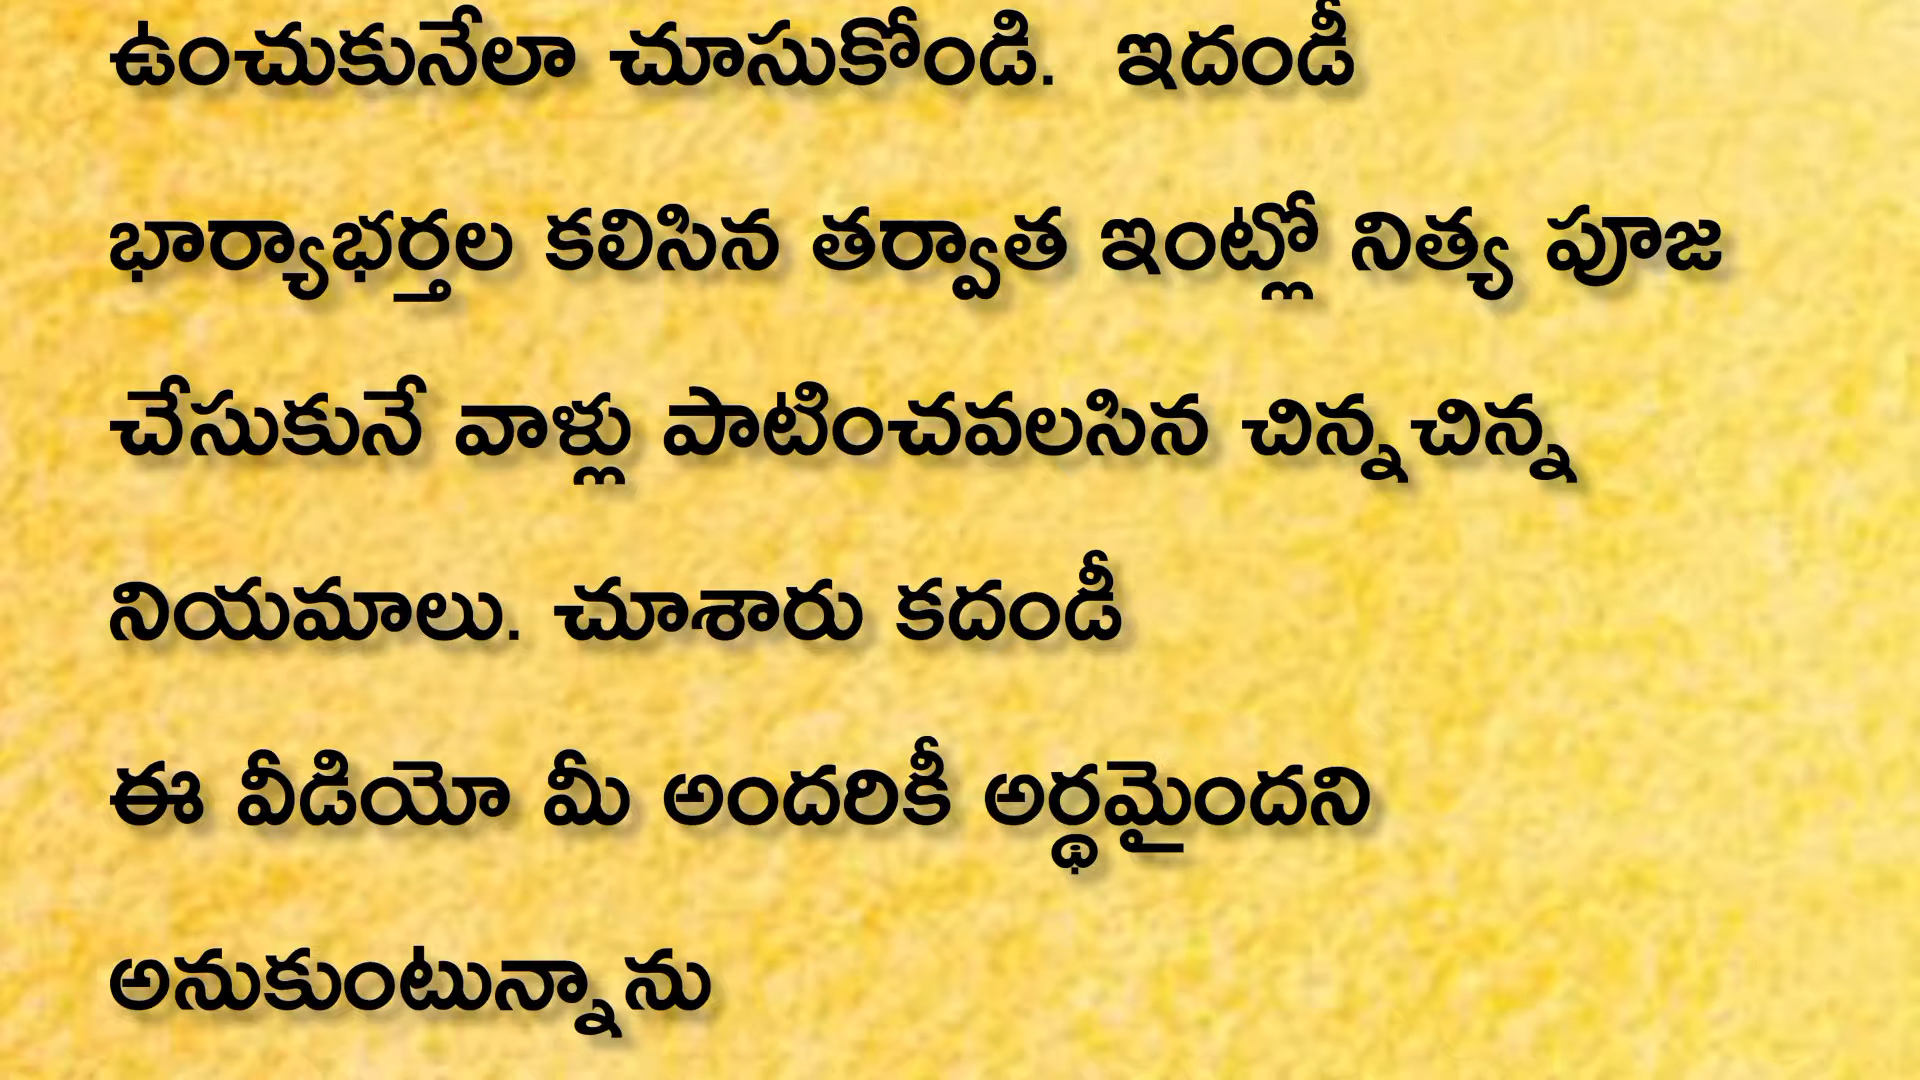 ఉంచుకునేలా చూసుకోండి. ఇదండీ
భార్యాభర్తల కలిసిన తర్వాత ఇంట్లో నిత్య పూజ
చేసుకునే వాళ్లు పాటించవలసిన చిన్నచిన్న
నియమాలు. చూశారు కదండీ
ఈ వీడియో మీ అందరికీ అర్థమైందని
అనుకుంటున్నాను